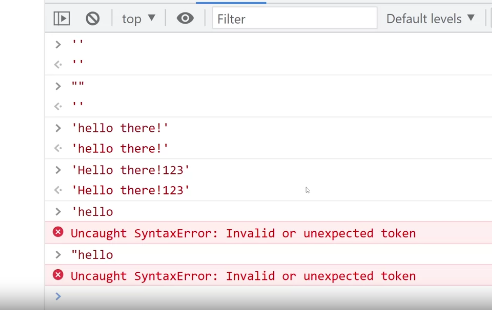 top ▼ Filter Default levels ▼
> ''
<· ''
> ""
<· ''
> 'hello there!'
<· 'hello there!'
> 'Hello there!123'
<· 'Hello there!123'
> 'hello
Uncaught SyntaxError: Invalid or unexpected token
> "hello
Uncaught SyntaxError: Invalid or unexpected token
>